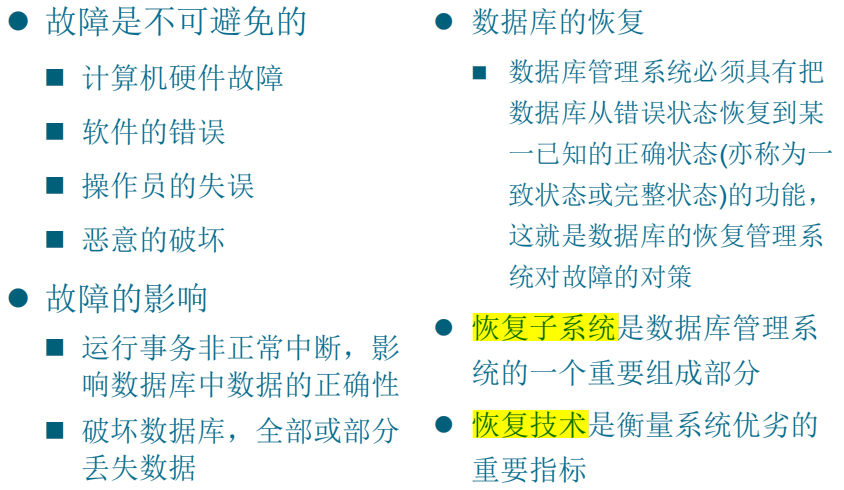 故障是不可避免的
计算机硬件故障
软件的错误
操作员的失误
恶意的破坏
故障的影响
运行事务非正常中断，影
响数据库中数据的正确性
破坏数据库，全部或部分
丢失数据
数据库的恢复
数据库管理系统必须具有把
数据库从错误状态恢复到某
一已知的正确状态(亦称为一
致状态或完整状态)的功能，
这就是数据库的恢复管理系
统对故障的对策
恢复子系统是数据库管理系
统的一个重要组成部分
恢复技术是衡量系统优劣的
重要指标